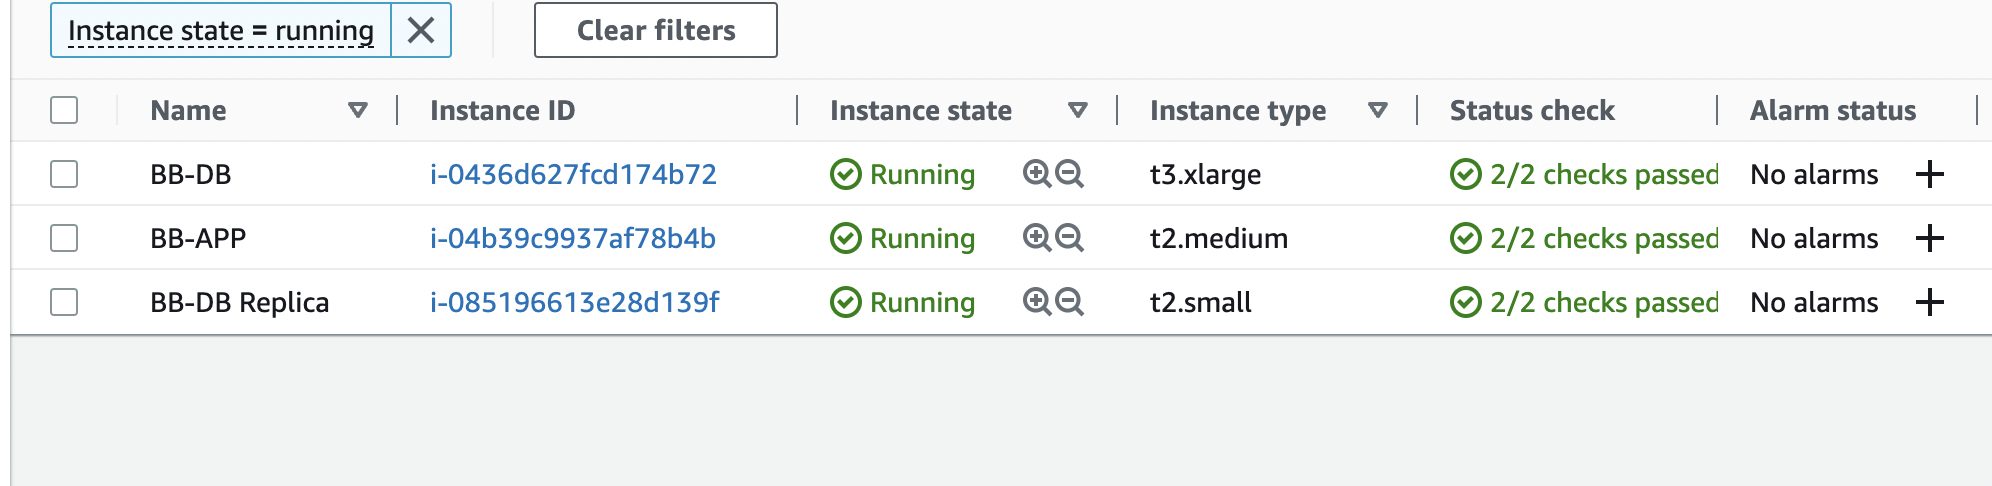 Instance state = running
Clear filters
Name Instance ID Instance state Instance type Status check Alarm status
BB-DB i-0436d627fcd174b72 Running t3.xlarge 2/2 checks passed No alarms +
BB-APP i-04b39c9937af78b4b Running t2.medium 2/2 checks passed No alarms +
BB-DB Replica i-085196613e28d139f Running t2.small 2/2 checks passed No alarms +